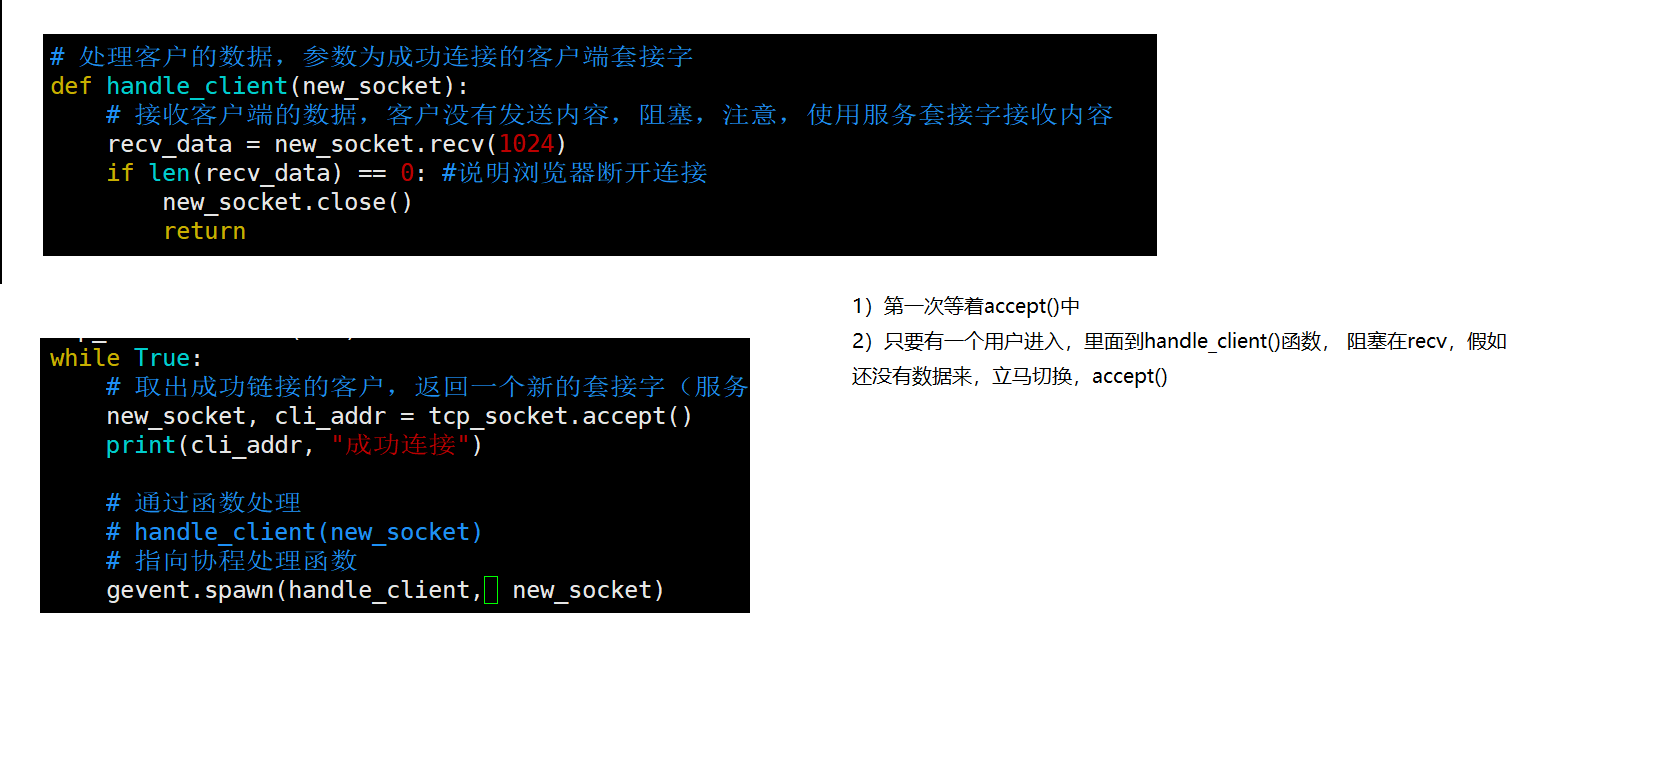 # 处理客户的数据，参数为成功连接的客户端套接字
def handle_client(new_socket):
    # 接收客户端的数据，客户没有发送内容，阻塞，注意，使用服务套接字接收内容
    recv_data = new_socket.recv(1024)
    if len(recv_data) == 0: #说明浏览器断开连接
        new_socket.close()
        return
while True:
    # 取出成功链接的客户，返回一个新的套接字（服务
    new_socket, cli_addr = tcp_socket.accept()
    print(cli_addr, "成功连接")
    # 通过函数处理
    # handle_client(new_socket)
    # 指向协程处理函数
    gevent.spawn(handle_client, new_socket)
1）第一次等着accept()中
2）只要有一个用户进入，里面到handle_client()函数， 阻塞在recv，假如
还没有数据来，立马切换，accept()